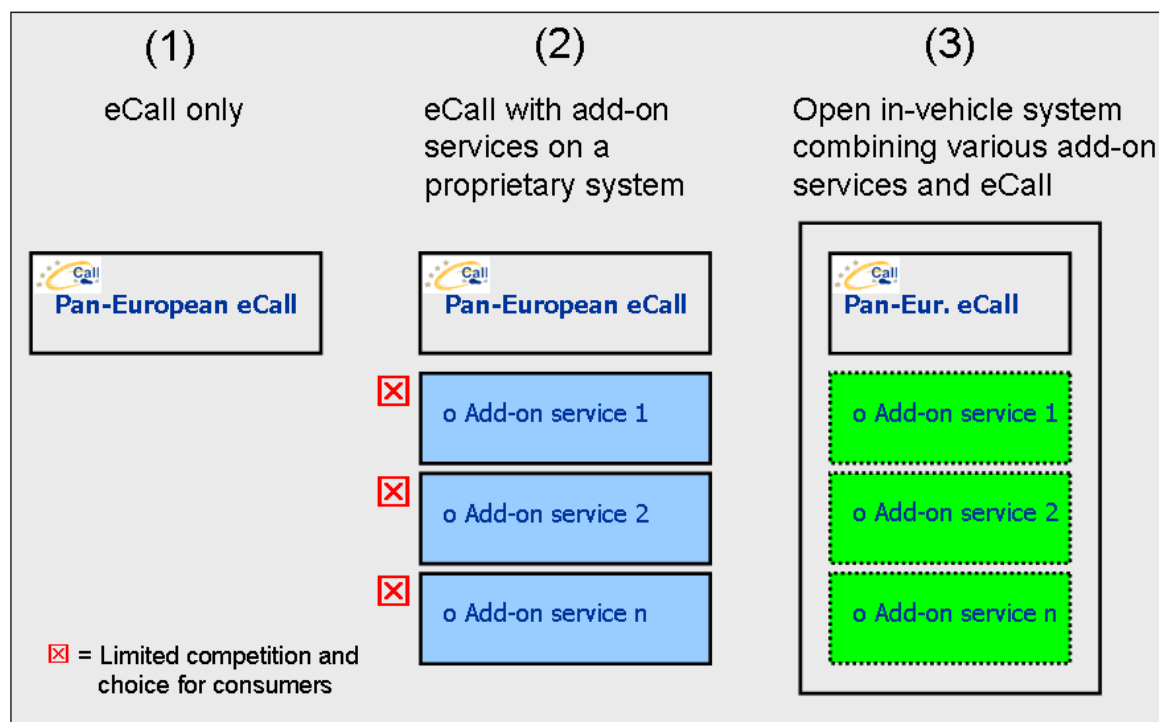 (1)
eCall only
Call
Pan-European eCall
☒ = Limited competition and
choice for consumers
(2)
eCall with add-on
services on a
proprietary system
Call
Pan-European eCall
o Add-on service 1
o Add-on service 2
o Add-on service n
(3)
Open in-vehicle system
combining various add-on
services and eCall
Call
Pan-Eur. eCall
o Add-on service 1
o Add-on service 2
o Add-on service n